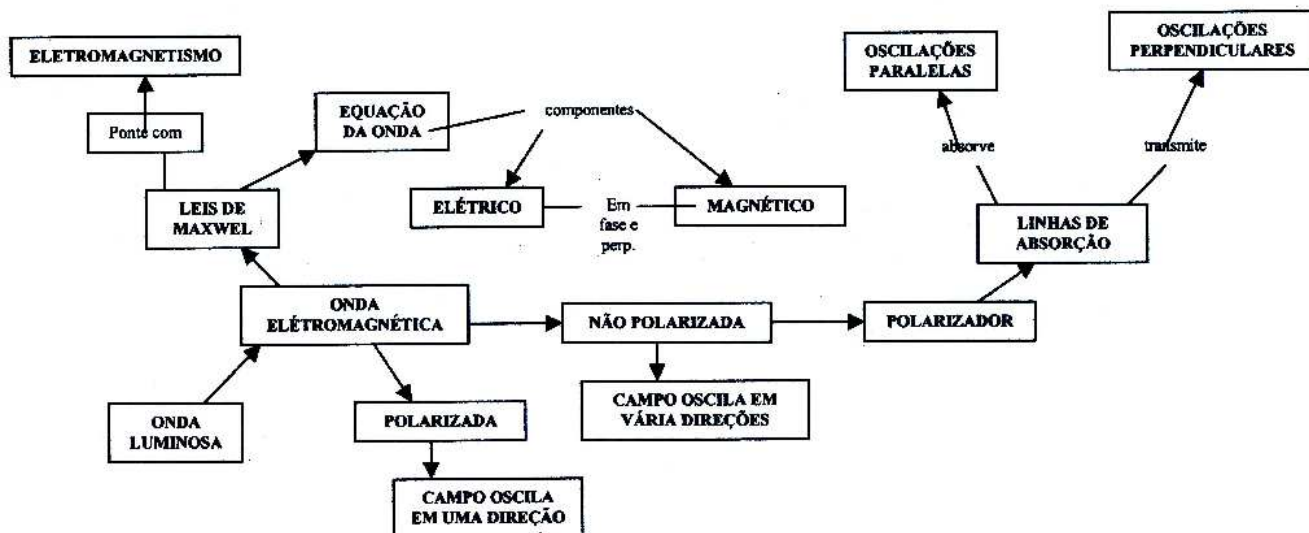 ELETROMAGNETISMO
Ponte com
EQUAÇÃO
DA ONDA
componentes
OSCILAÇÕES
PARALELAS
OSCILAÇÕES
PERPENDICULARES
absorve
transmite
LEIS DE
MAXWEL
ELÉTRICO
Em
fase e
perp.
MAGNÉTICO
LINHAS DE
ABSORÇÃO
ONDA
ELÉTROMAGNÉTICA
NÃO POLARIZADA
POLARIZADOR
ONDA
LUMINOSA
POLARIZADA
CAMPO OSCILA EM
VÁRIA DIREÇÕES
CAMPO OSCILA
EM UMA DIREÇÃO